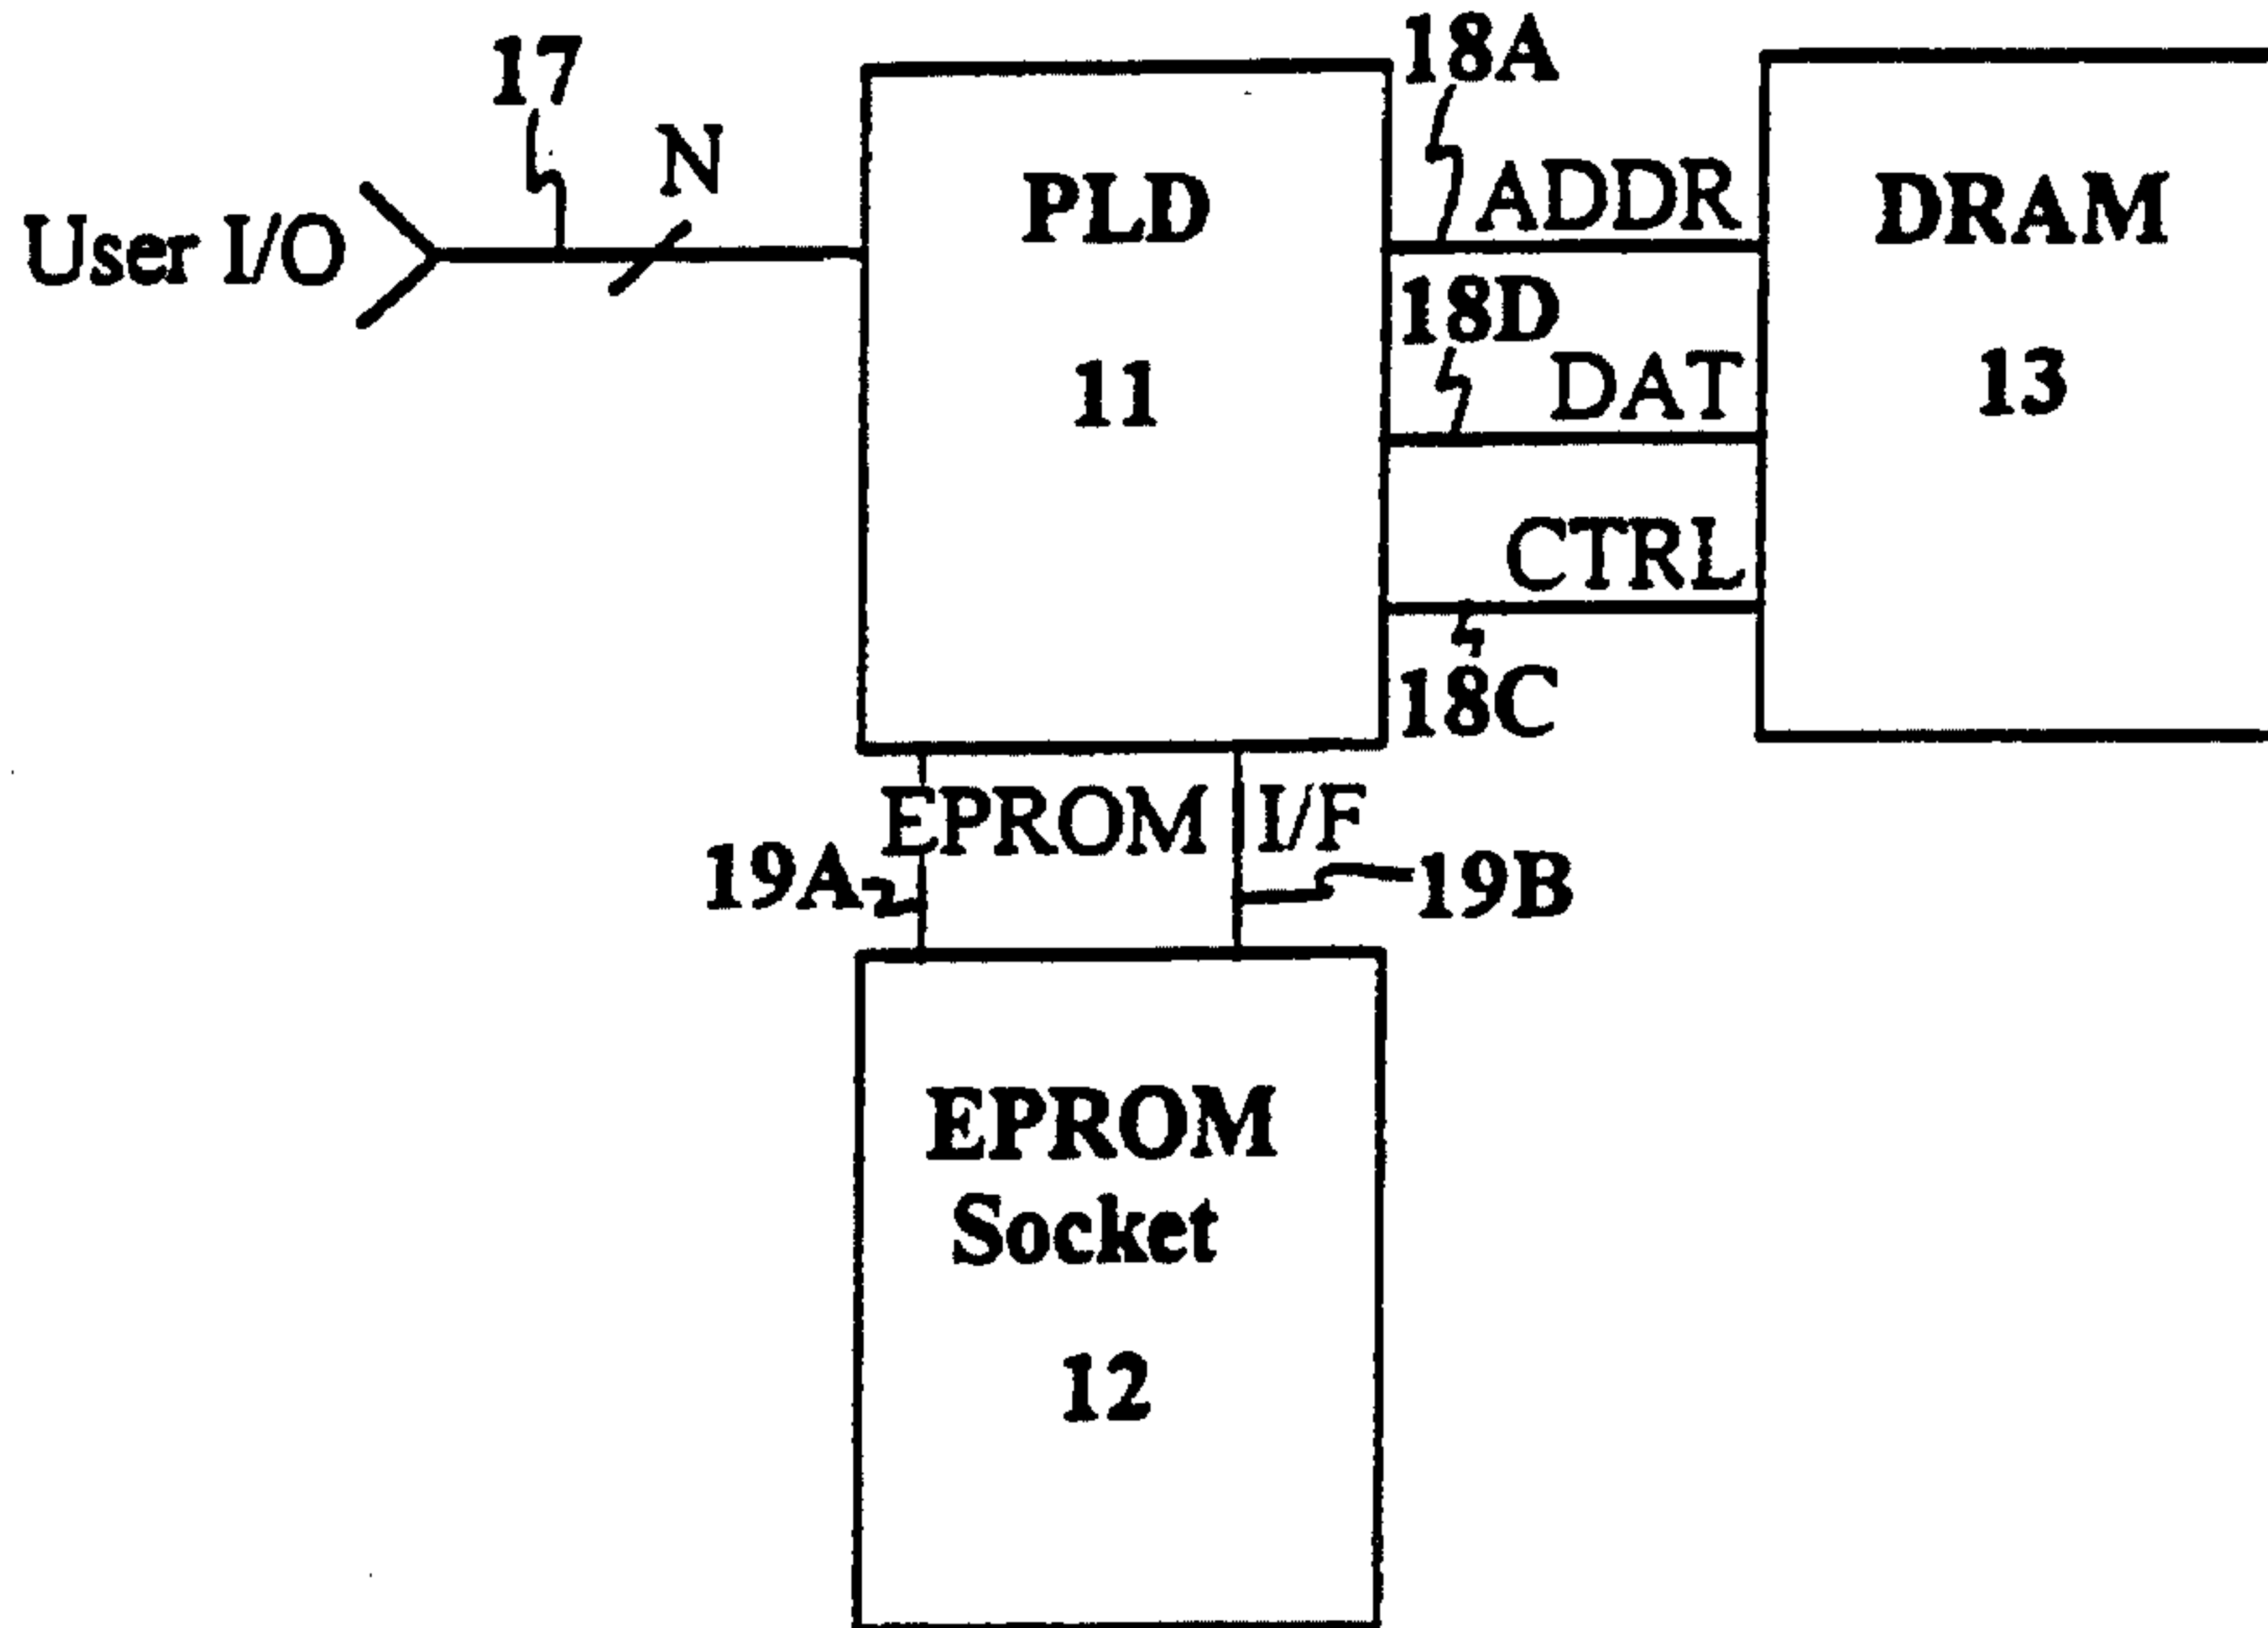 17
N
User I/O
PLD
11
18A
ADDR
18D
DAT
CTRL
18C
DRAM
13
EPROM I/F
19A
19B
EPROM
Socket
12